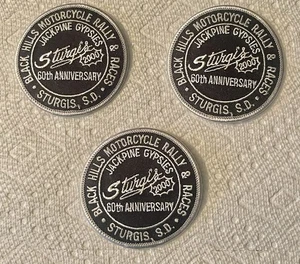 BLACK HILLS MOTORCYCLE RALLY & RACES
JACKPINE GYPSIES
Sturgis
2000
60th ANNIVERSARY
• STURGIS, S.D. •
BLACK HILLS MOTORCYCLE RALLY & RACES
JACKPINE GYPSIES
Sturgis
2000
60th ANNIVERSARY
• STURGIS, S.D. •
BLACK HILLS MOTORCYCLE RALLY & RACES
JACKPINE GYPSIES
Sturgis
2000
60th ANNIVERSARY
• STURGIS, S.D. •